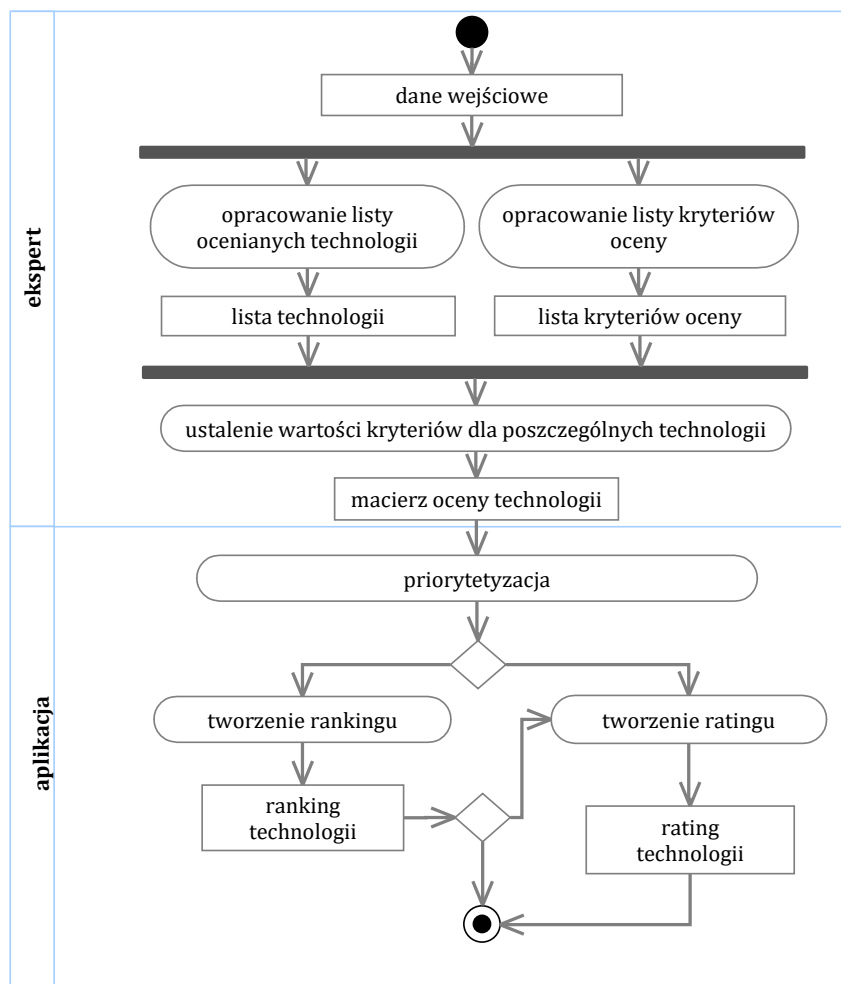 ekspert
dane wejściowe
opracowanie listy
ocenianych technologii
opracowanie listy kryteriów
oceny
lista technologii
lista kryteriów oceny
ustalenie wartości kryteriów dla poszczególnych technologii
macierz oceny technologii
aplikacja
priorytetyzacja
tworzenie rankingu
tworzenie ratingu
ranking
technologii
rating
technologii